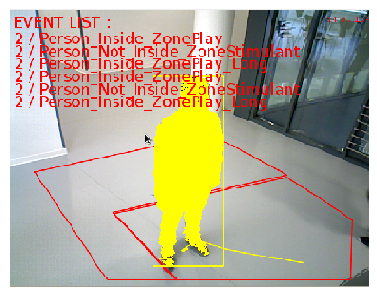 EVENT LIST :
2 / Person_Inside_ZonePlay
2 / Person_Not_Inside_ZoneStimulant
2 / Person_Inside_ZonePlay_Long
2 / Person_Inside_ZonePlay
2 / Person_Not_Inside_ZoneStimulant
2 / Person_Inside_ZonePlay_Long